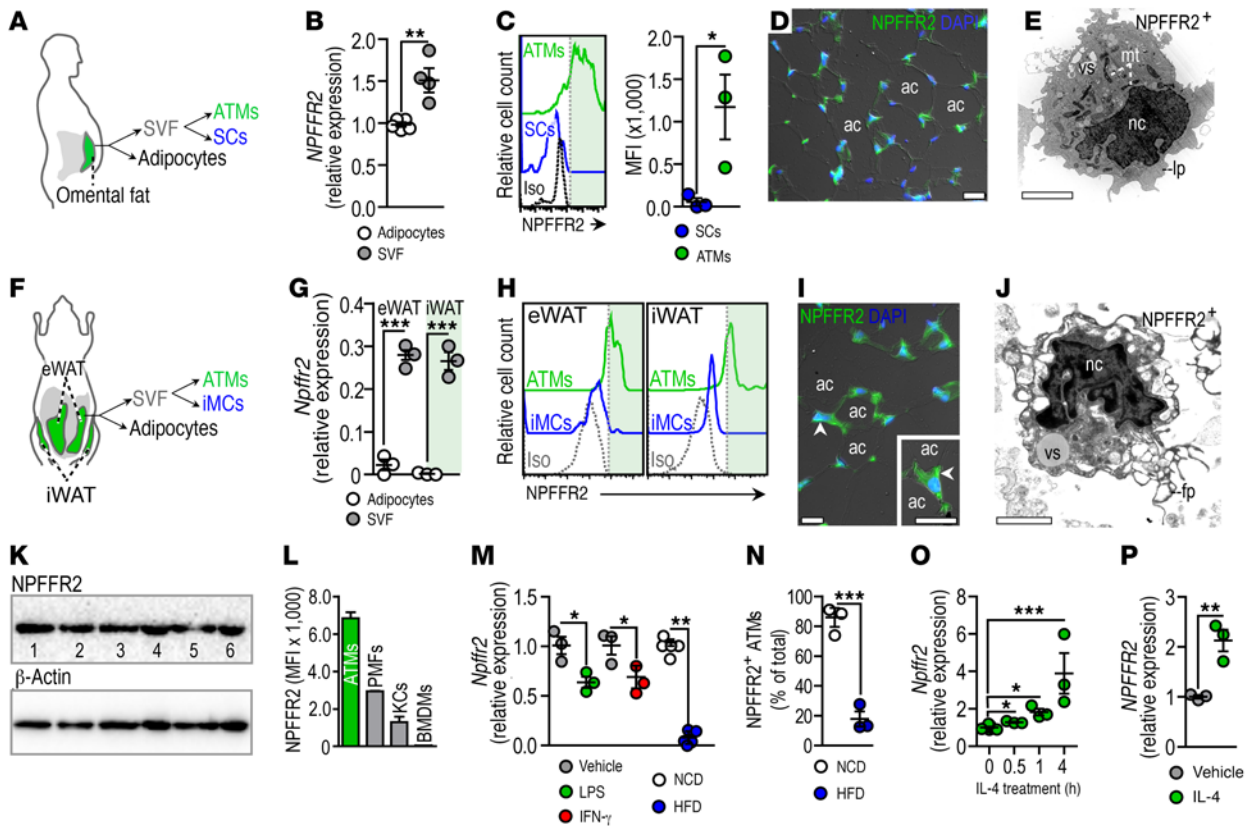 A
SVF
ATMs
SCs
Adipocytes
Omental fat
B
NPFFR2
(relative expression)
2.0
1.5
1.0
0.5
0.0
**
Adipocytes
SVF
C
Relative cell count
ATMs
SCs
Iso
NPFFR2
MFI (x1,000)
2.0
1.5
1.0
0.5
0.0
*
SCs
ATMs
D
NPFFR2 DAPI
ac
ac
ac
E
NPFFR2+
vs
mt
nc
lp
F
eWAT
iWAT
SVF
ATMs
iMCs
Adipocytes
G
Npffr2
(relative expression)
0.4
0.3
0.2
0.1
0
eWAT
iWAT
***
***
Adipocytes
SVF
H
Relative cell count
eWAT
iWAT
ATMs
ATMs
iMCs
iMCs
Iso
Iso
NPFFR2
I
NPFFR2 DAPI
ac
ac
ac
ac
ac
J
NPFFR2+
nc
vs
fp
K
NPFFR2
1 2 3 4 5 6
β-Actin
L
NPFFR2 (MFI x 1,000)
8.0
6.0
4.0
2.0
0
ATMs
PMFs
KCs
BMDMs
M
Npffr2
(relative expression)
1.5
1.0
0.5
0.0
*
*
**
Vehicle
LPS
IFN-γ
NCD
HFD
N
NPFFR2+ ATMs
(% of total)
100
80
60
40
20
0
***
NCD
HFD
O
Npffr2
(relative expression)
8
6
4
2
0
***
*
*
0 0.5 1 4
IL-4 treatment (h)
P
NPFFR2
(relative expression)
3
2
1
0
**
Vehicle
IL-4